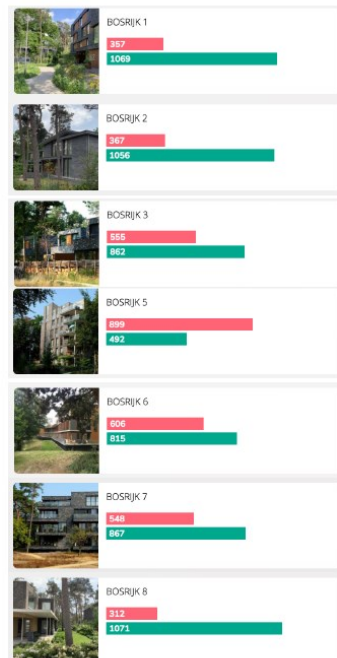 BOSRIJK 1
357
1069
BOSRIJK 2
367
1056
BOSRIJK 3
555
862
BOSRIJK 5
899
492
BOSRIJK 6
606
815
BOSRIJK 7
548
867
BOSRIJK 8
312
1071